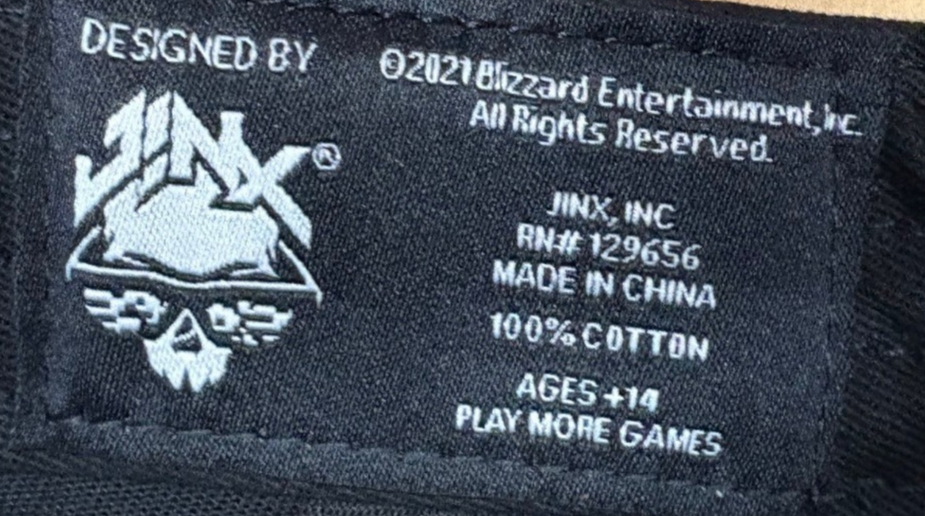 DESIGNED BY
JINX®
©2021 Blizzard Entertainment, Inc.
All Rights Reserved.
JINX, INC
RN# 129656
MADE IN CHINA
100% COTTON
AGES +14
PLAY MORE GAMES